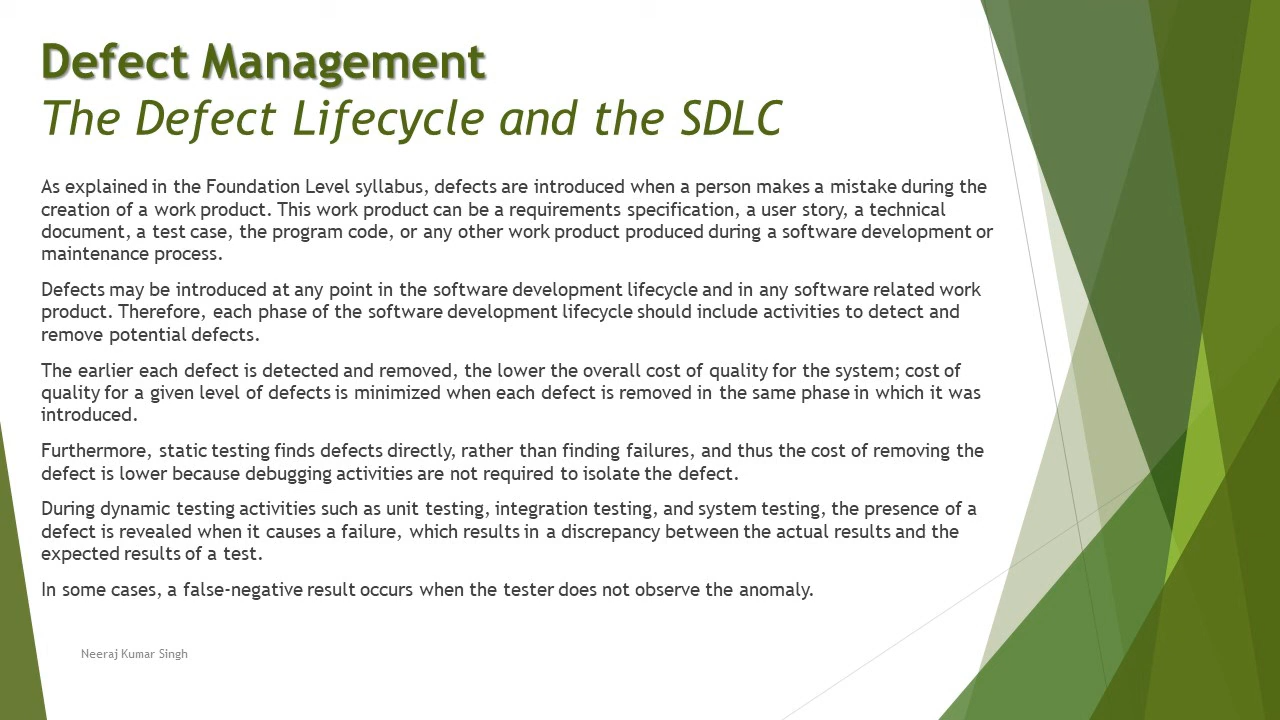 Defect Management
The Defect Lifecycle and the SDLC
As explained in the Foundation Level syllabus, defects are introduced when a person makes a mistake during the
creation of a work product. This work product can be a requirements specification, a user story, a technical
document, a test case, the program code, or any other work product produced during a software development or
maintenance process.
Defects may be introduced at any point in the software development lifecycle and in any software related work
product. Therefore, each phase of the software development lifecycle should include activities to detect and
remove potential defects.
The earlier each defect is detected and removed, the lower the overall cost of quality for the system; cost of
quality for a given level of defects is minimized when each defect is removed in the same phase in which it was
introduced.
Furthermore, static testing finds defects directly, rather than finding failures, and thus the cost of removing the
defect is lower because debugging activities are not required to isolate the defect.
During dynamic testing activities such as unit testing, integration testing, and system testing, the presence of a
defect is revealed when it causes a failure, which results in a discrepancy between the actual results and the
expected results of a test.
In some cases, a false-negative result occurs when the tester does not observe the anomaly.
Neeraj Kumar Singh